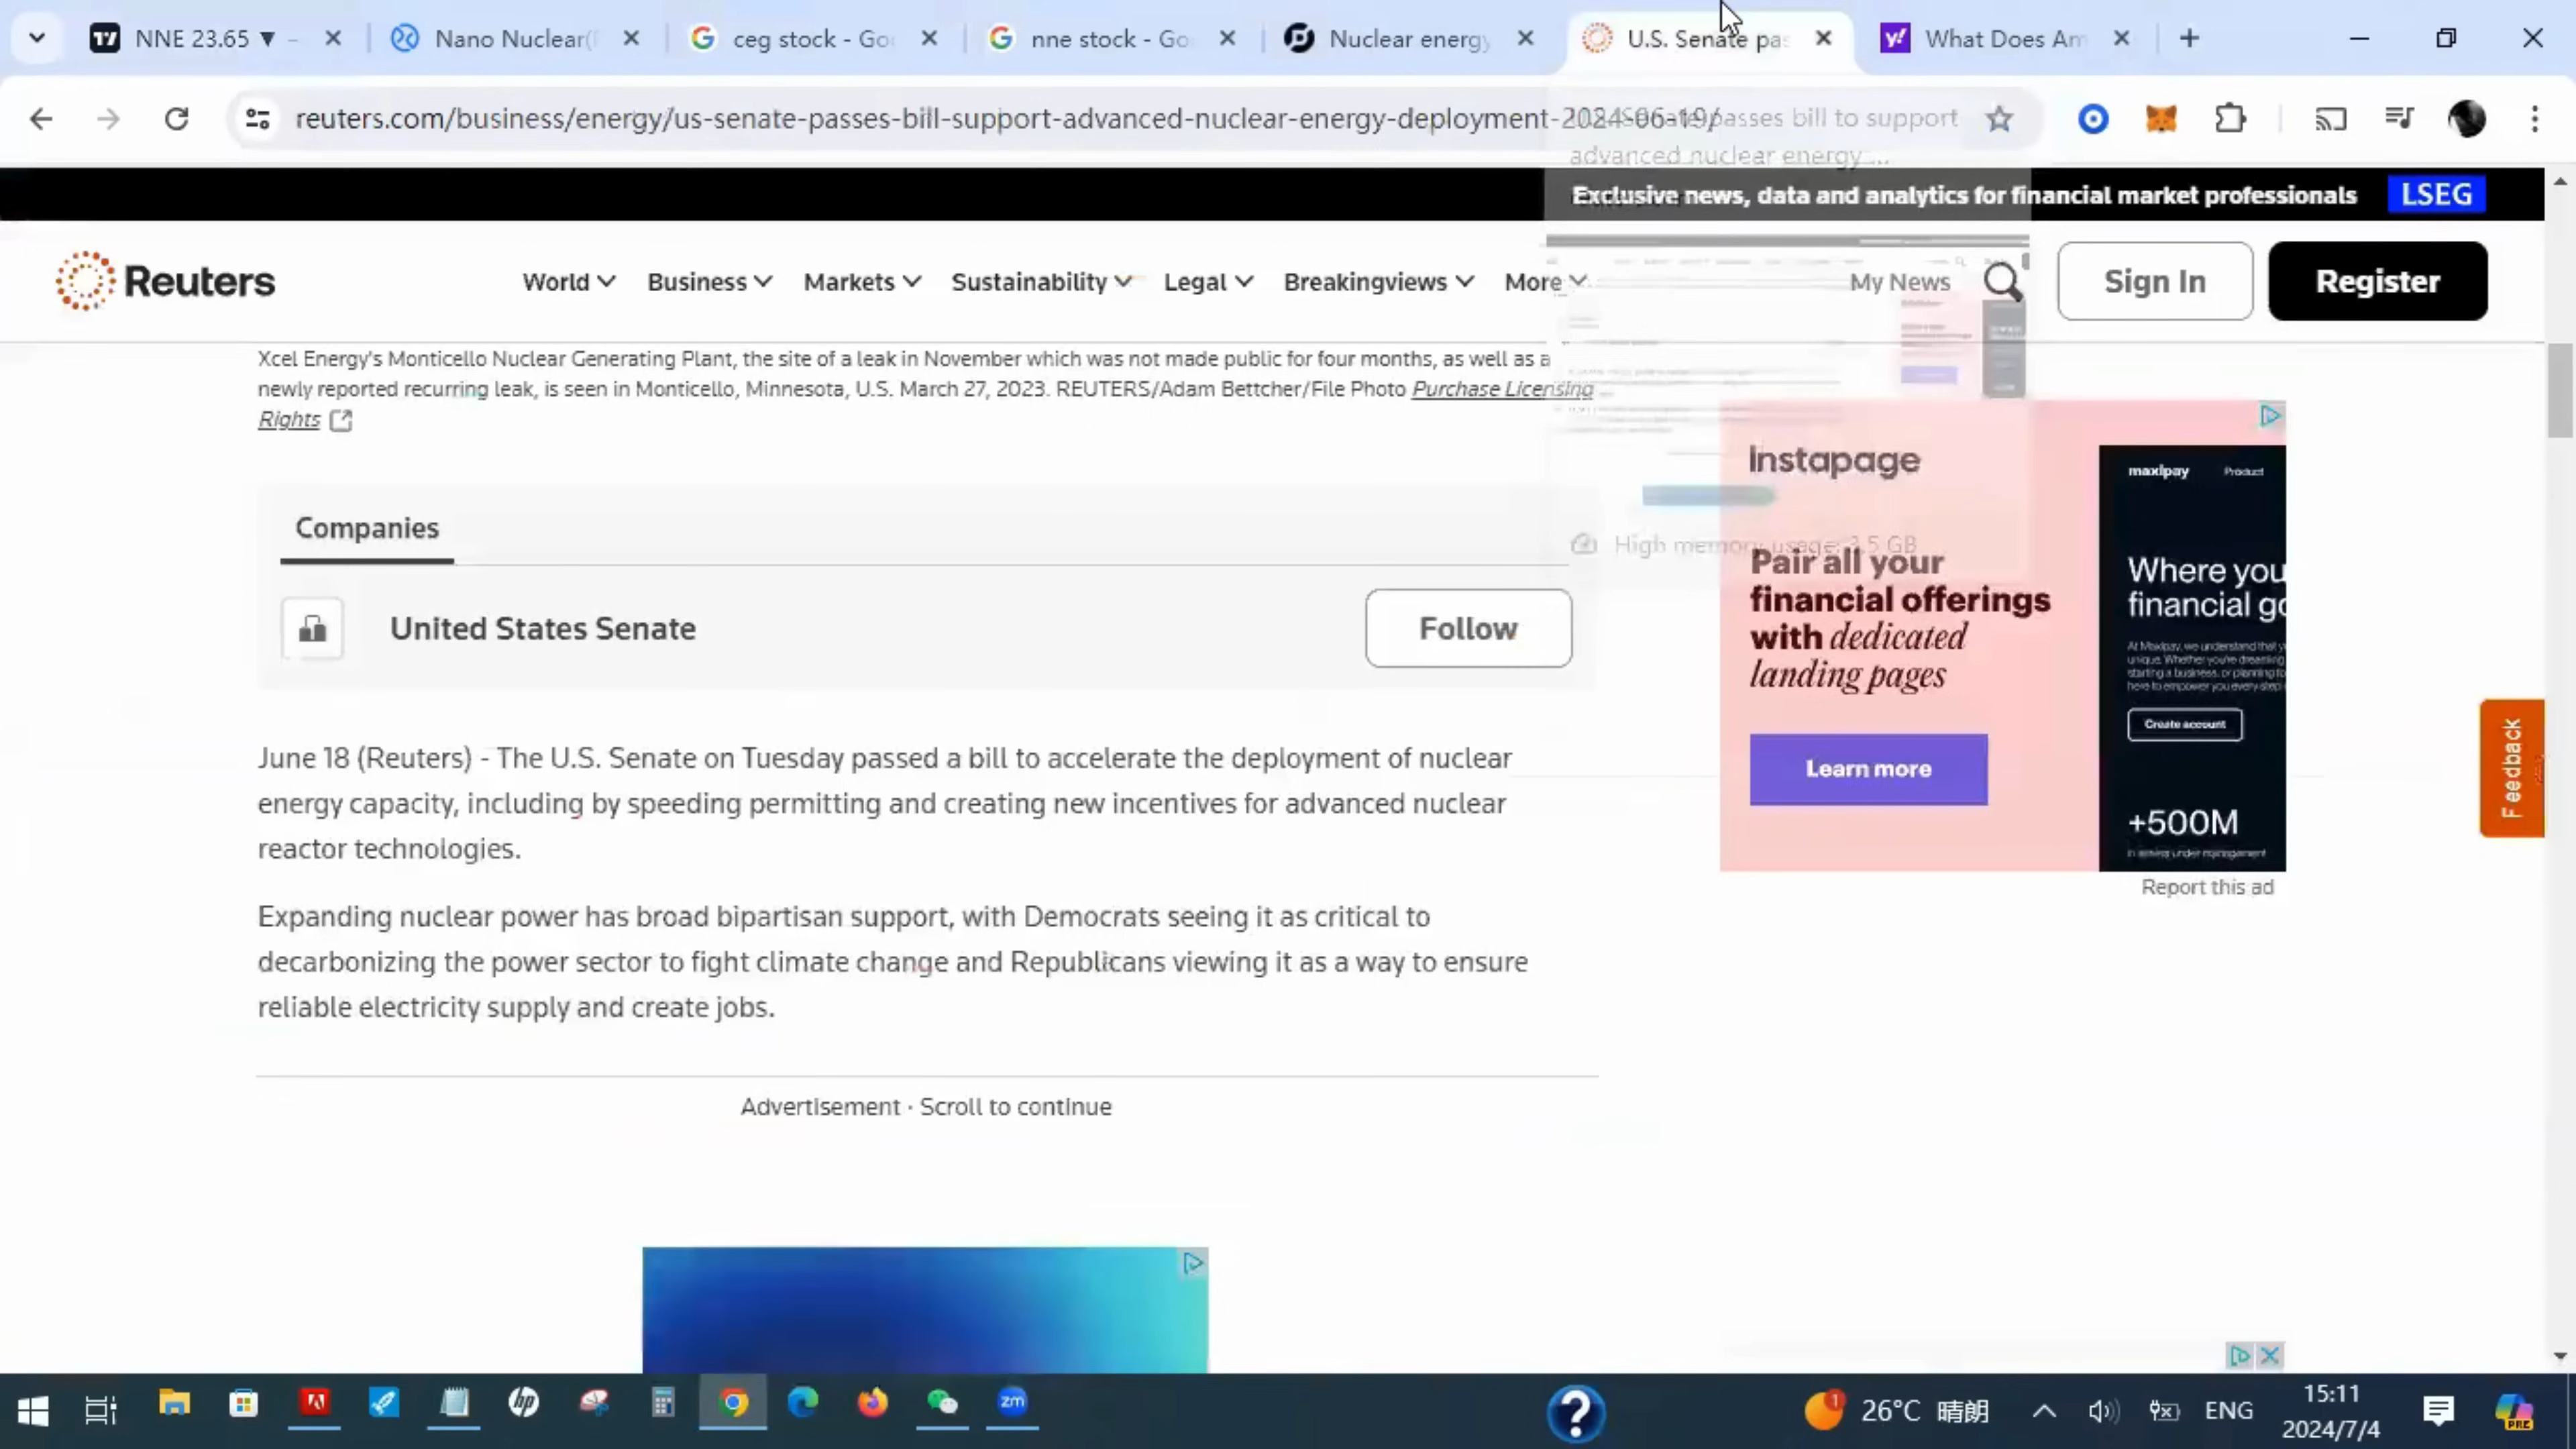 NNE 23.65 ▼ -
Nano Nuclear(
ceg stock - Go
nne stock - Go
Nuclear energy
U.S. Senate pas
What Does Am
reuters.com/business/energy/us-senate-passes-bill-support-advanced-nuclear-energy-deployment-2024-06-19/
passes bill to support
advanced nuclear energy ...
Exclusive news, data and analytics for financial market professionals LSEG
Reuters
World
Business
Markets
Sustainability
Legal
Breakingviews
More
My News
Sign In
Register
Xcel Energy's Monticello Nuclear Generating Plant, the site of a leak in November which was not made public for four months, as well as a
newly reported recurring leak, is seen in Monticello, Minnesota, U.S. March 27, 2023. REUTERS/Adam Bettcher/File Photo Purchase Licensing
Rights
Companies
United States Senate
Follow
June 18 (Reuters) - The U.S. Senate on Tuesday passed a bill to accelerate the deployment of nuclear
energy capacity, including by speeding permitting and creating new incentives for advanced nuclear
reactor technologies.
Expanding nuclear power has broad bipartisan support, with Democrats seeing it as critical to
decarbonizing the power sector to fight climate change and Republicans viewing it as a way to ensure
reliable electricity supply and create jobs.
Advertisement · Scroll to continue
High memory usage: 3.5 GB
Instapage
Pair all your
financial offerings
with dedicated
landing pages
Learn more
maxipay
Product
Where you
financial go
Create account
+500M
Report this ad
Feedback
hp
zm
1
26°C 晴朗
ENG
15:11
2024/7/4
PRE